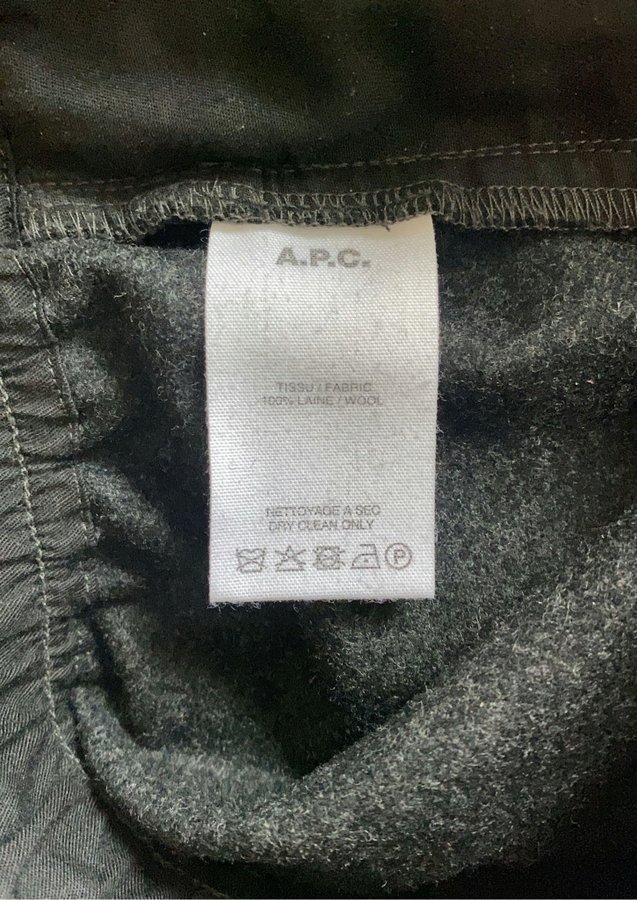 A.P.C.
TISSU / FABRIC
100% LAINE / WOOL
NETTOYAGE A SEC
DRY CLEAN ONLY
P